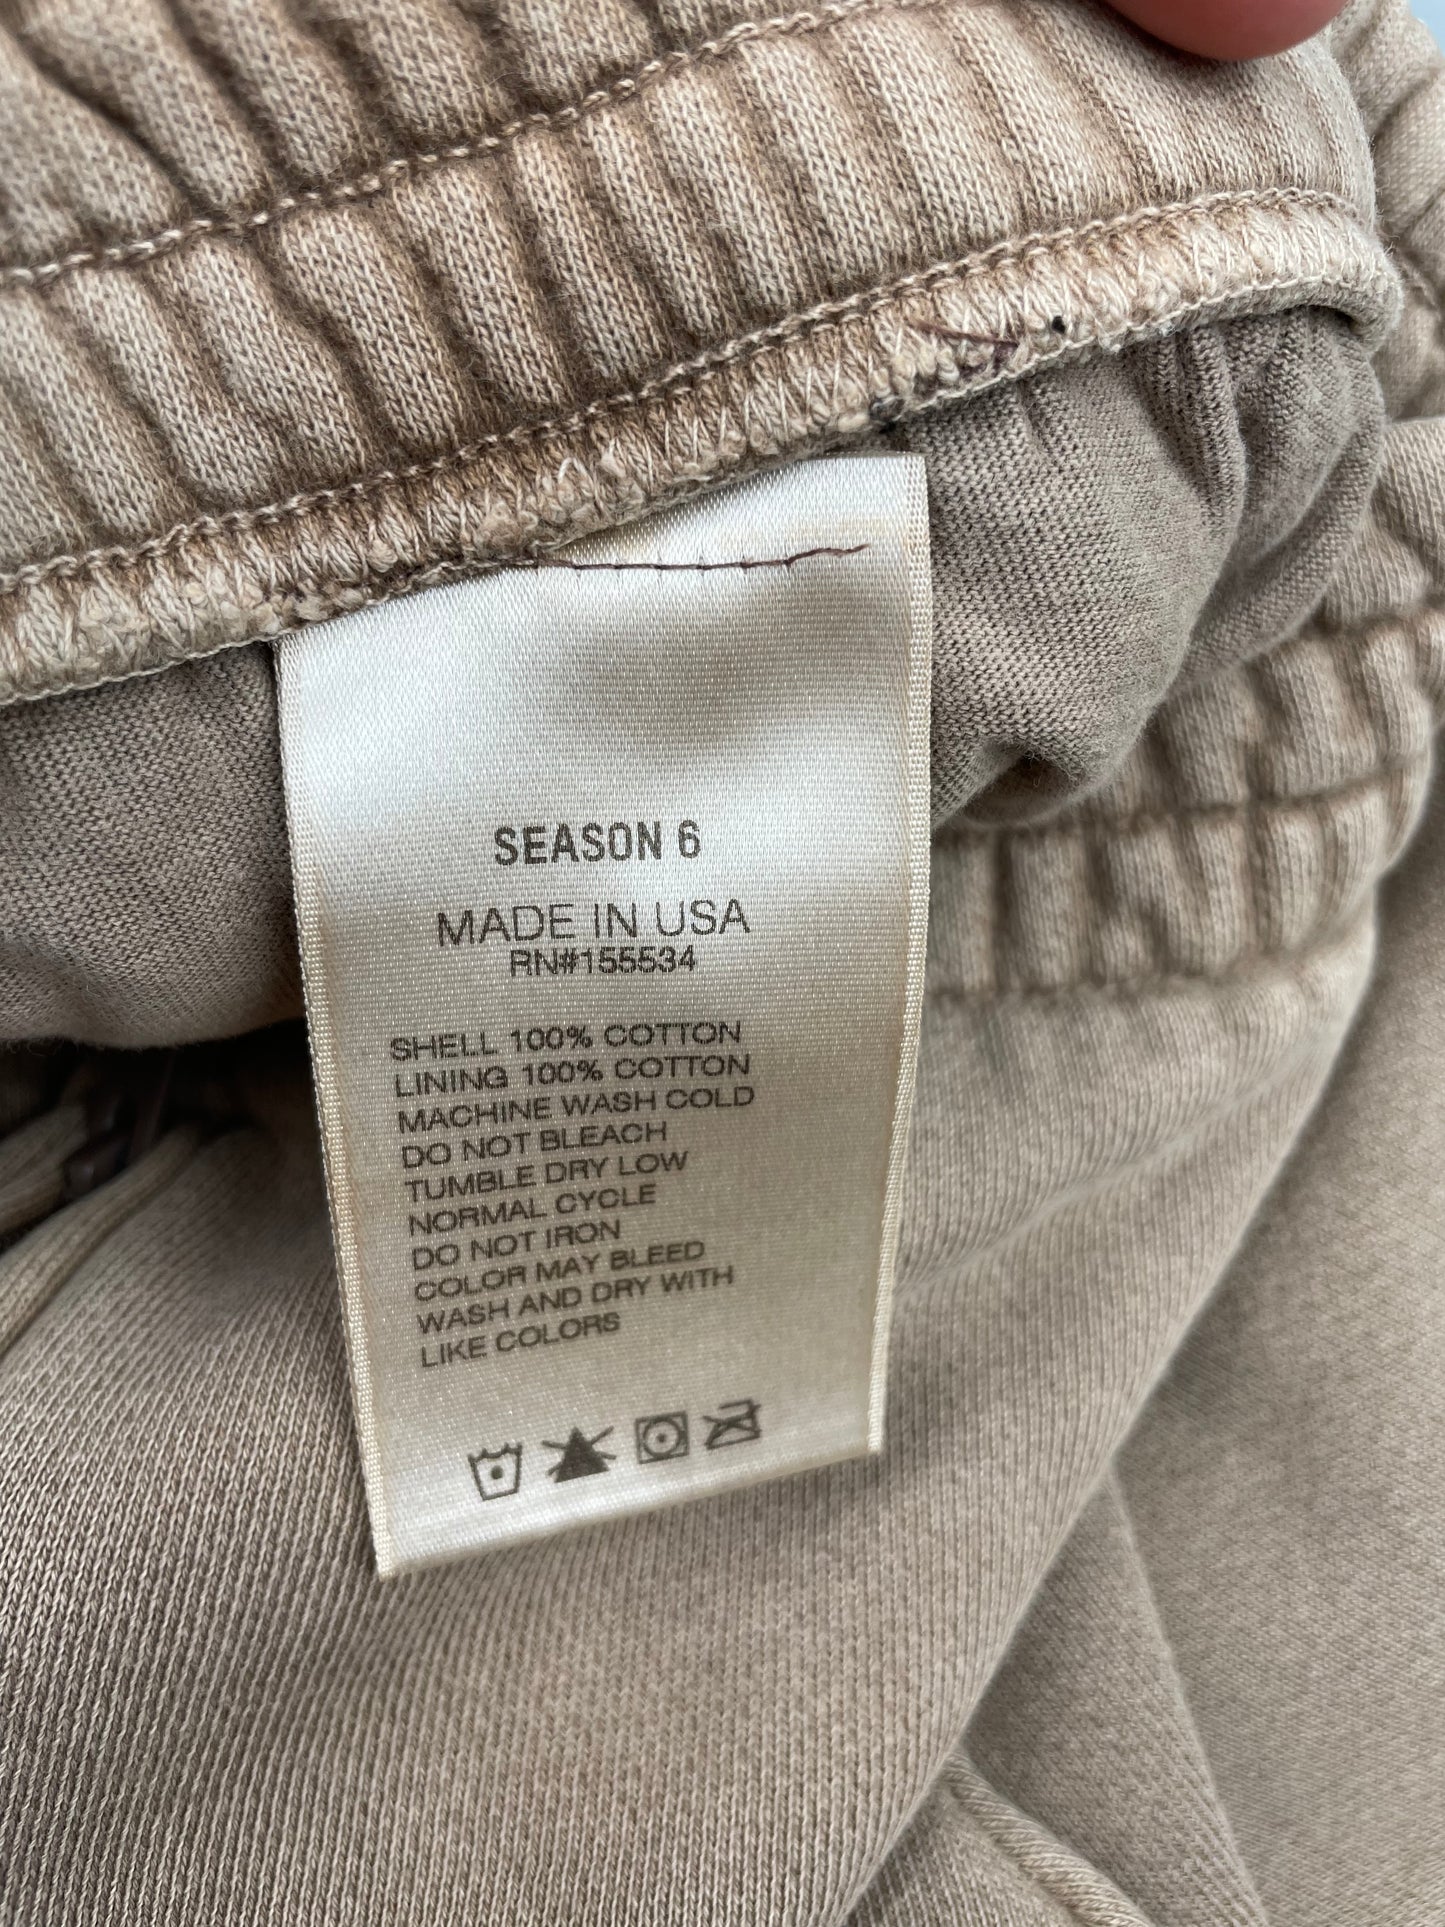 SEASON 6
MADE IN USA
RN#155534
SHELL 100% COTTON
LINING 100% COTTON
MACHINE WASH COLD
DO NOT BLEACH
TUMBLE DRY LOW
NORMAL CYCLE
DO NOT IRON
COLOR MAY BLEED
WASH AND DRY WITH
LIKE COLORS